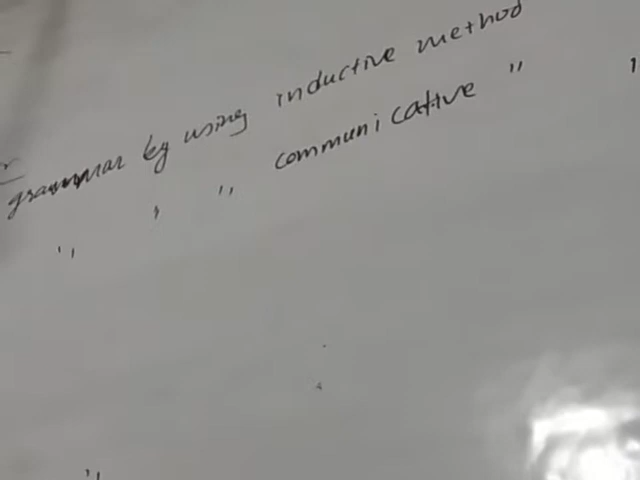 grammar by using inductive method
" " " communicative " "
"